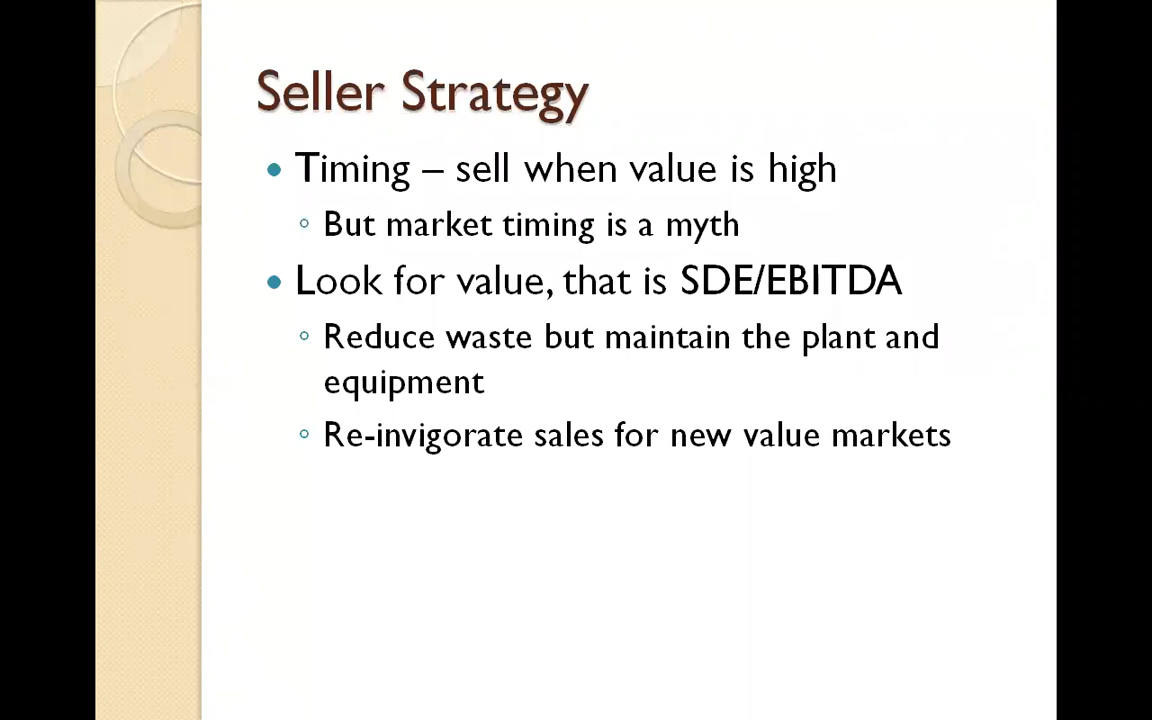 Seller Strategy
• Timing – sell when value is high
◦ But market timing is a myth
• Look for value, that is SDE/EBITDA
◦ Reduce waste but maintain the plant and
equipment
◦ Re-invigorate sales for new value markets